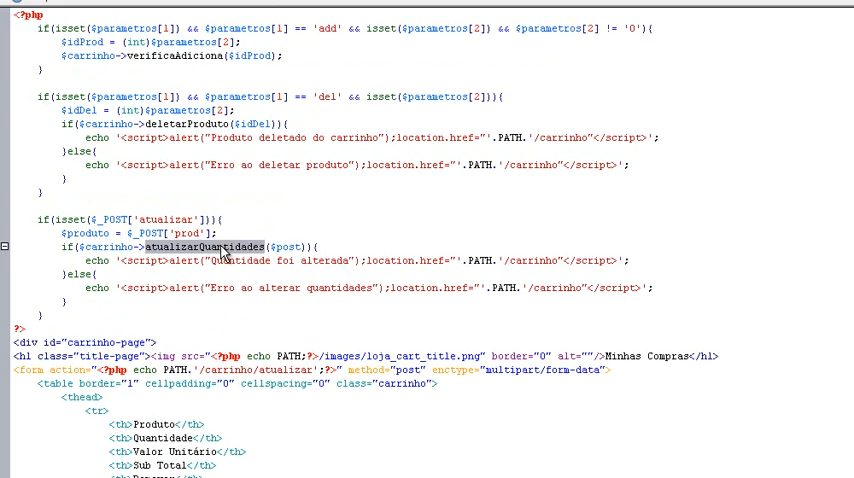 <?php
if(isset($parametros[1]) && $parametros[1] == 'add' && isset($parametros[2]) && $parametros[2] != '0'){
$idProd = (int)$parametros[2];
$carrinho->verificaAdiciona($idProd);
}
if(isset($parametros[1]) && $parametros[1] == 'del' && isset($parametros[2])){
$idDel = (int)$parametros[2];
if($carrinho->deletarProduto($idDel)){
echo '<script>alert("Produto deletado do carrinho");location.href="'.PATH.'/carrinho"</script>';
}else{
echo '<script>alert("Erro ao deletar produto");location.href="'.PATH.'/carrinho"</script>';
}
}
if(isset($_POST['atualizar'])){
$produto = $_POST['prod'];
if($carrinho->atualizarQuantidades($post)){
echo '<script>alert("Quantidade foi alterada");location.href="'.PATH.'/carrinho"</script>';
}else{
echo '<script>alert("Erro ao alterar quantidades");location.href="'.PATH.'/carrinho"</script>';
}
}
?>
<div id="carrinho-page">
<h1 class="title-page"><img src="<?php echo PATH;?>/images/loja_cart_title.png" border="0" alt=""/>Minhas Compras</h1>
<form action="<?php echo PATH.'/carrinho/atualizar';?>" method="post" enctype="multipart/form-data">
<table border="1" cellpadding="0" cellspacing="0" class="carrinho">
<thead>
<tr>
<th>Produto</th>
<th>Quantidade</th>
<th>Valor Unitário</th>
<th>Sub Total</th>